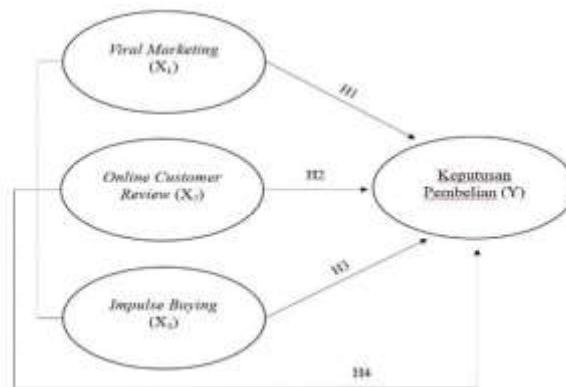 Viral Marketing
(X₁)
H1
Online Customer
Review (X₂)
H2
Keputusan
Pembelian (Y)
H3
Impulse Buying
(X₃)
H4